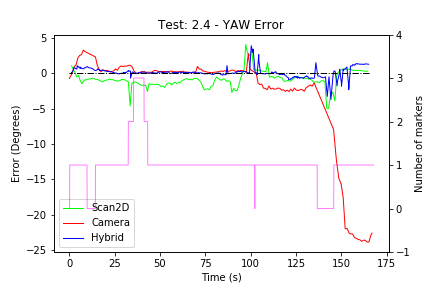 Test: 2.4 - YAW Error
5
0
−5
−10
−15
−20
−25
Error (Degrees)
4
3
2
1
0
−1
Number of markers
Scan2D
Camera
Hybrid
0 25 50 75 100 125 150 175
Time (s)